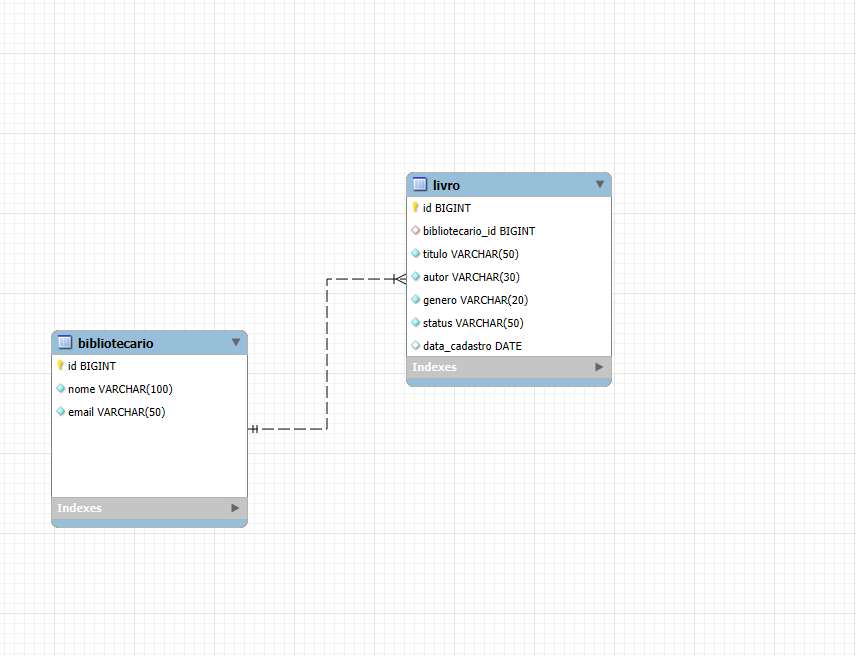 livro
id BIGINT
bibliotecario_id BIGINT
titulo VARCHAR(50)
autor VARCHAR(30)
genero VARCHAR(20)
status VARCHAR(50)
data_cadastro DATE
Indexes
bibliotecario
id BIGINT
nome VARCHAR(100)
email VARCHAR(50)
Indexes